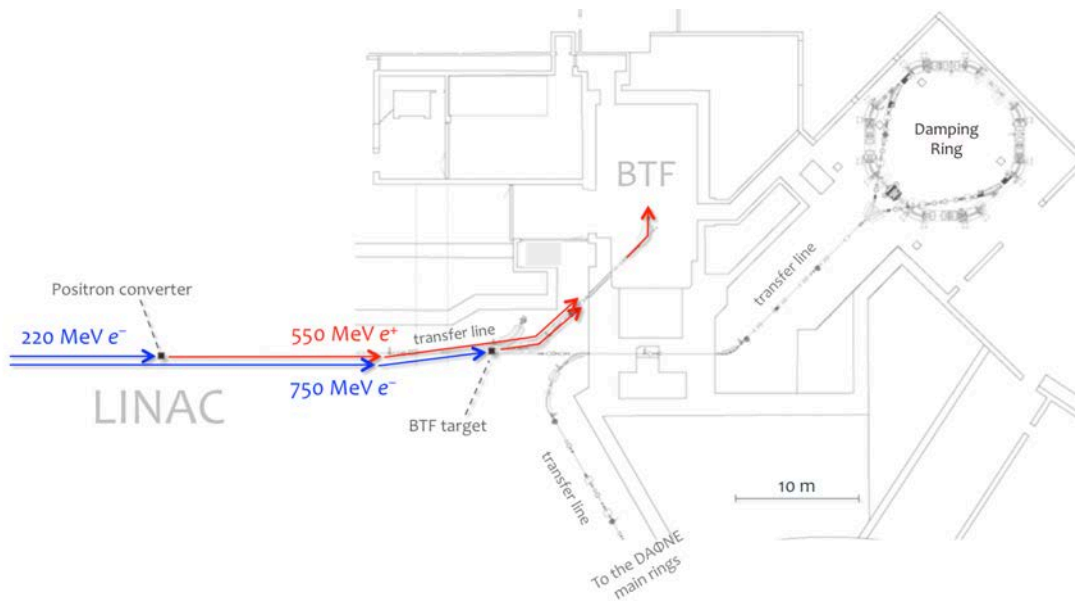 Damping
Ring
BTF
transfer line
Positron converter
220 MeV e⁻
550 MeV e⁺
transfer line
750 MeV e⁻
LINAC
BTF target
transfer line
10 m
To the DAΦNE
main rings